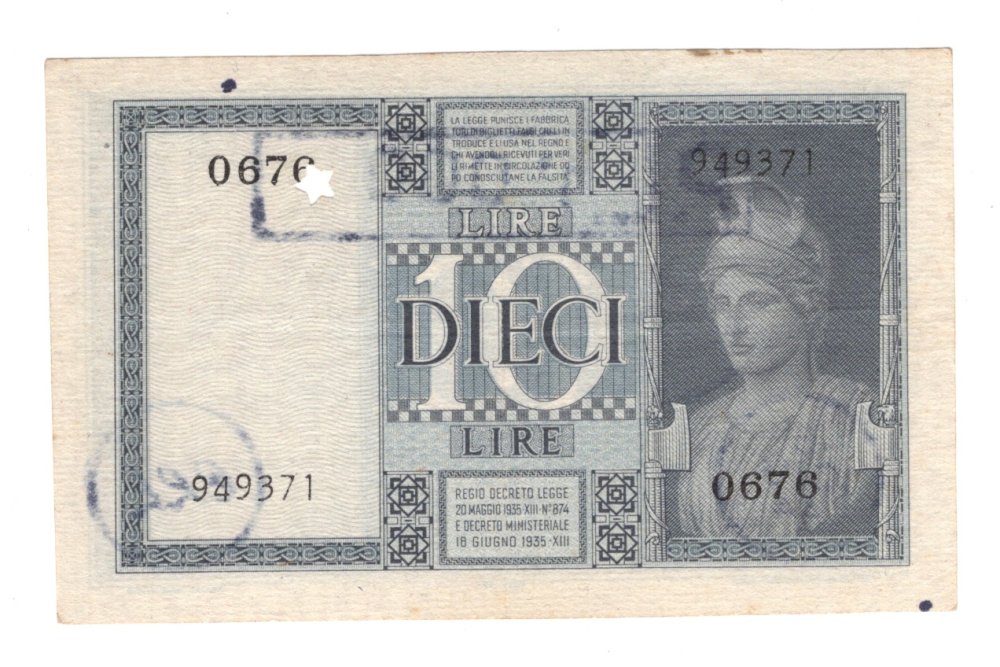 0676
949371
LA LEGGE PUNISCE I FABBRICA
TORI DI BIGLIETTI FALSI CHI LI IN
TRODUCE E LI USA NEL REGNO E
CHI AVENDOLI RICEVUTI PER VERI
LI RIMETTE IN CIRCOLAZIONE DO
PO CONOSCIUTANE LA FALSITA
LIRE
10
DIECI
LIRE
REGIO DECRETO LEGGE
20 MAGGIO 1935·XIII·Nº 874
E DECRETO MINISTERIALE
18 GIUGNO 1935·XIII
949371
0676